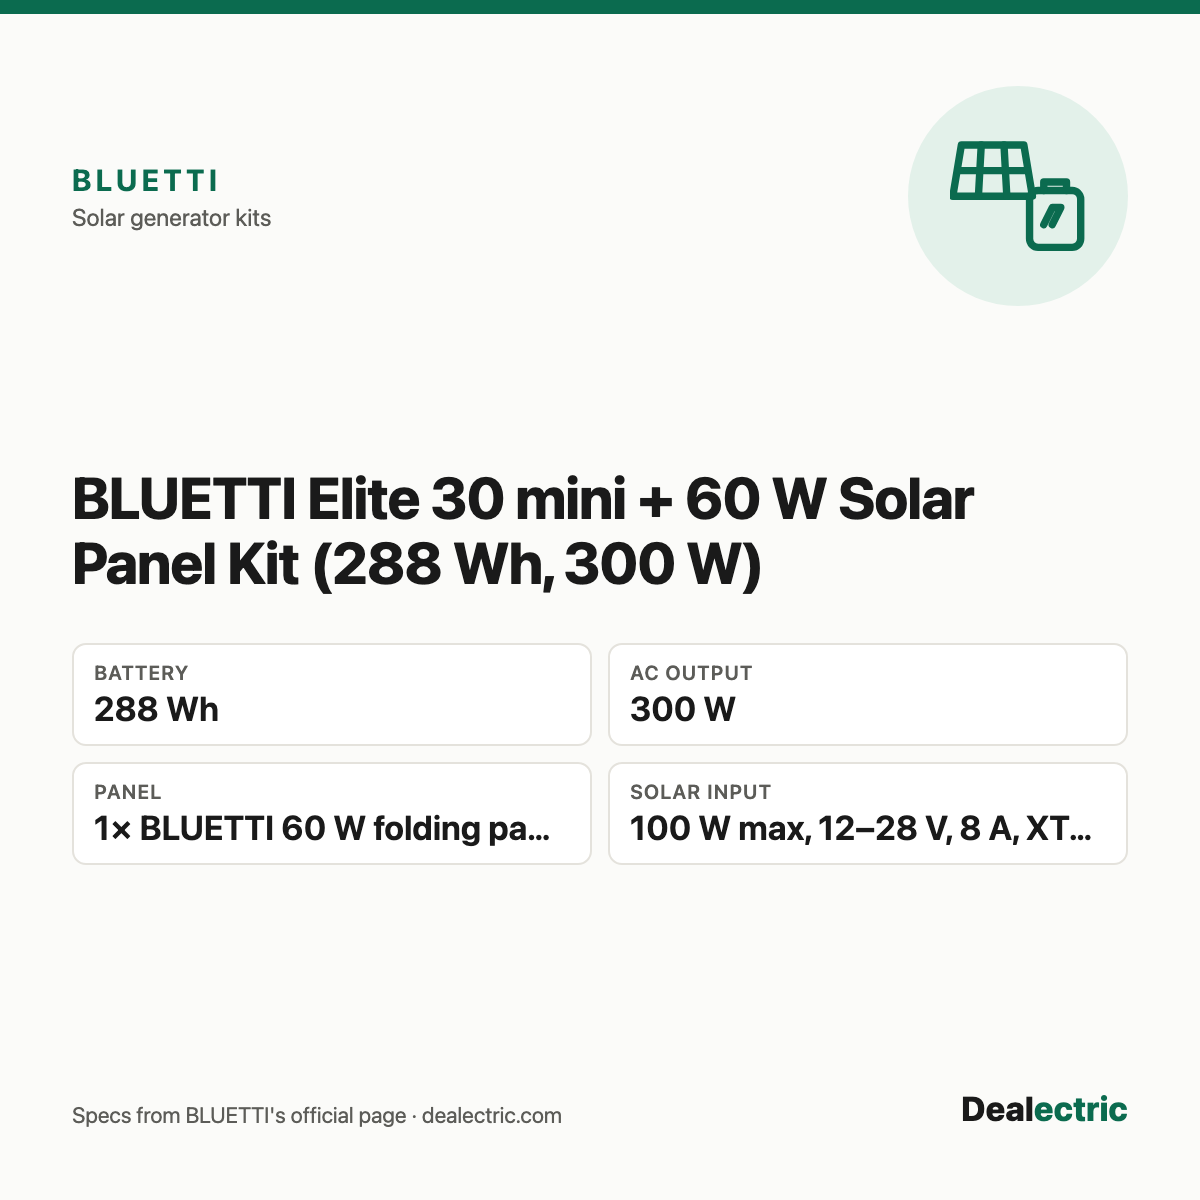 BLUETTI
Solar generator kits
BLUETTI Elite 30 mini + 60 W Solar
Panel Kit (288 Wh, 300 W)
BATTERY
288 Wh
AC OUTPUT
300 W
PANEL
1× BLUETTI 60 W folding pa...
SOLAR INPUT
100 W max, 12–28 V, 8 A, XT...
Specs from BLUETTI's official page · dealectric.com
Dealectric